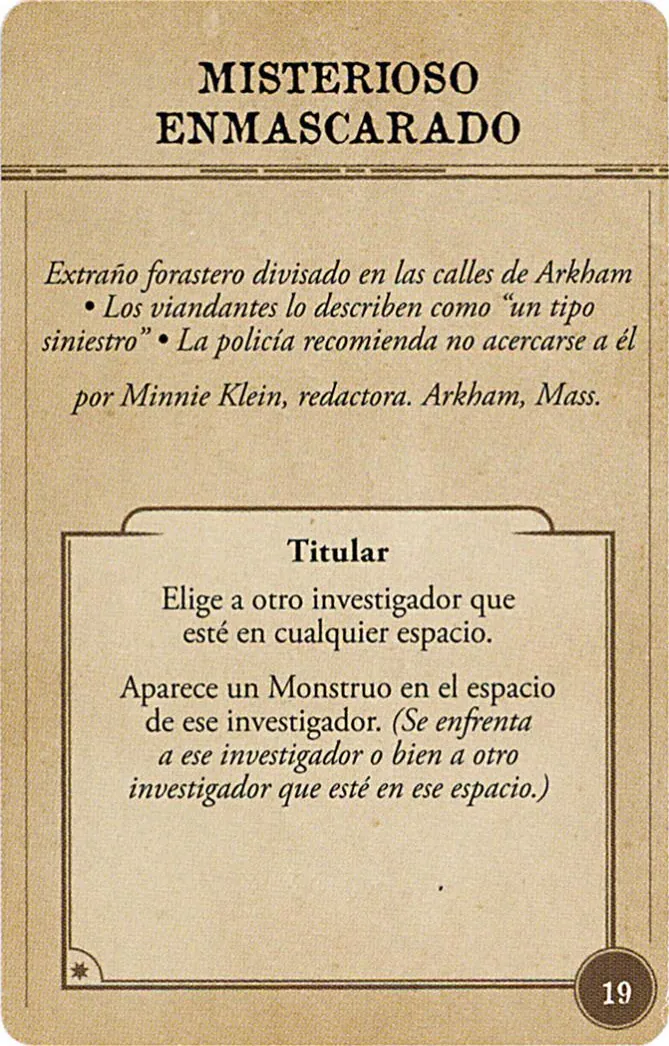 MISTERIOSO
ENMASCARADO
Extraño forastero divisado en las calles de Arkham
• Los viandantes lo describen como “un tipo
siniestro” • La policía recomienda no acercarse a él
por Minnie Klein, redactora. Arkham, Mass.
Titular
Elige a otro investigador que
esté en cualquier espacio.
Aparece un Monstruo en el espacio
de ese investigador. (Se enfrenta
a ese investigador o bien a otro
investigador que esté en ese espacio.)
19